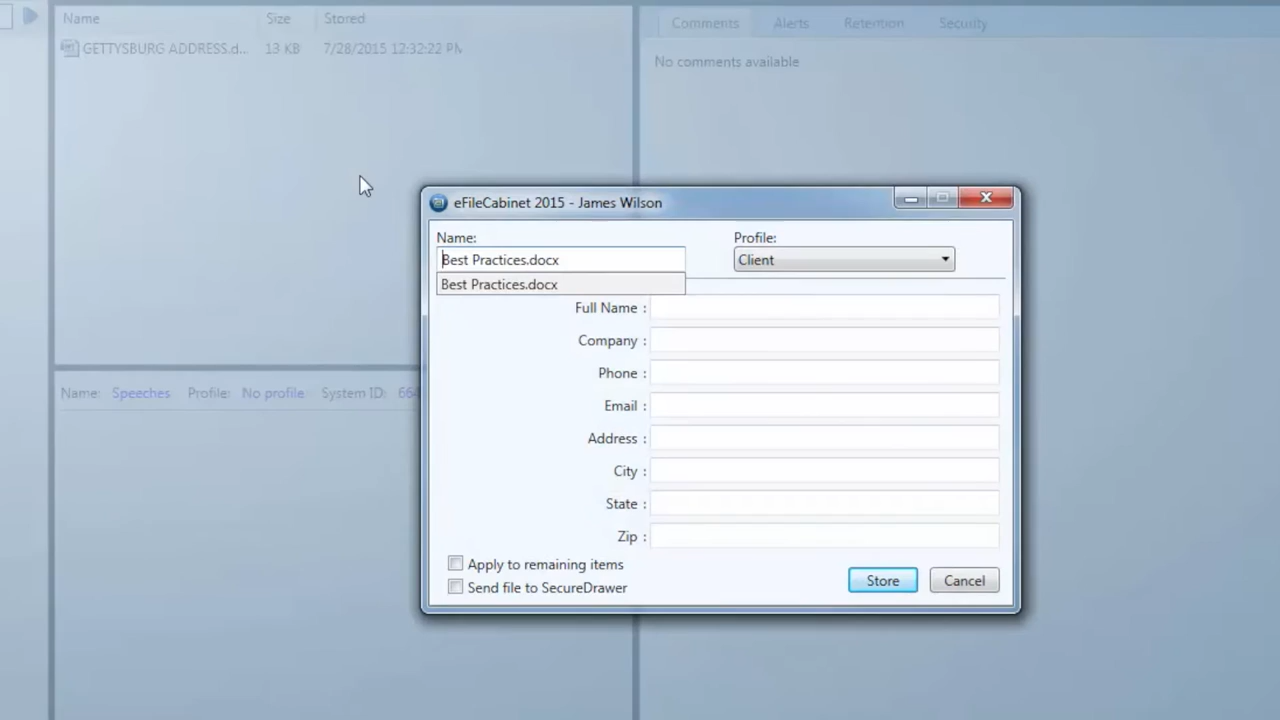 Name Size Stored
GETTYSBURG ADDRESS.d... 13 KB 7/28/2015 12:32:22 PM
Comments Alerts Retention Security
No comments available
Name: Speeches Profile: No profile System ID:
eFileCabinet 2015 - James Wilson
Name: Profile:
Best Practices.docx Client
Best Practices.docx
Full Name :
Company :
Phone :
Email :
Address :
City :
State :
Zip :
Apply to remaining items
Send file to SecureDrawer
Store Cancel